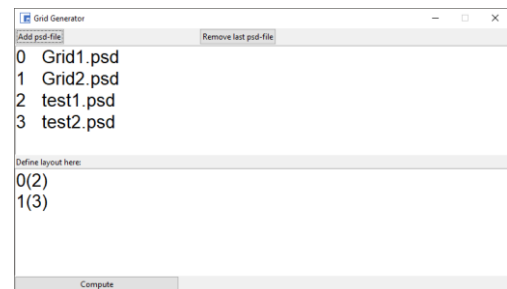 Grid Generator
Add psd-file Remove last psd-file
0 Grid1.psd
1 Grid2.psd
2 test1.psd
3 test2.psd
Define layout here:
0(2)
1(3)
Compute